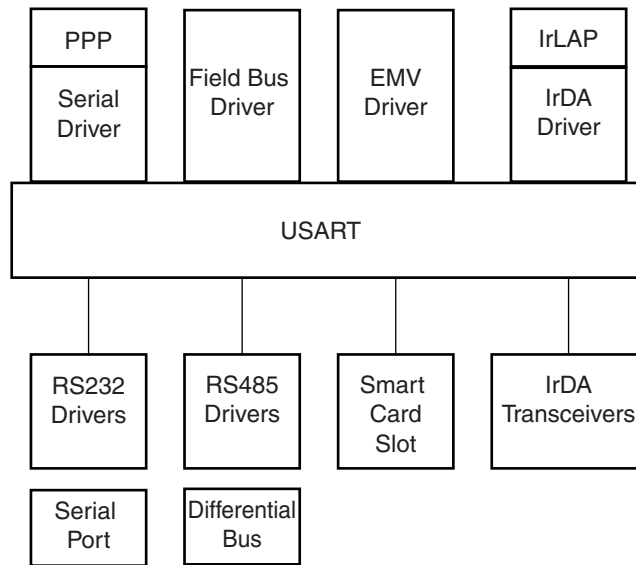 PPP
Serial
Driver
Field Bus
Driver
EMV
Driver
IrLAP
IrDA
Driver
USART
RS232
Drivers
RS485
Drivers
Smart
Card
Slot
IrDA
Transceivers
Serial
Port
Differential
Bus